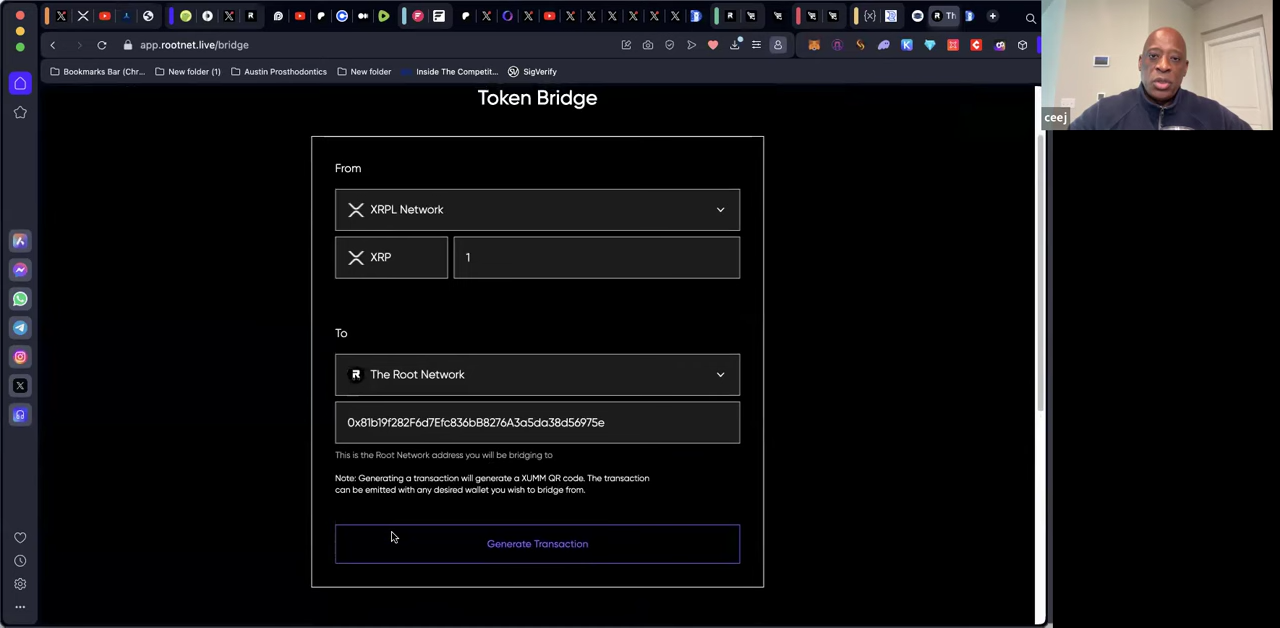 Th
app.rootnet.live/bridge
Bookmarks Bar (Chr... New folder (1) Austin Prosthodontics New folder Inside The Competit... SigVerify
ceej
Token Bridge
From
XRPL Network
XRP 1
To
The Root Network
0x81b19f282F6d7Efc836bB8276A3a5da38d56975e
This is the Root Network address you will be bridging to
Note: Generating a transaction will generate a XUMM QR code. The transaction
can be emitted with any desired wallet you wish to bridge from.
Generate Transaction